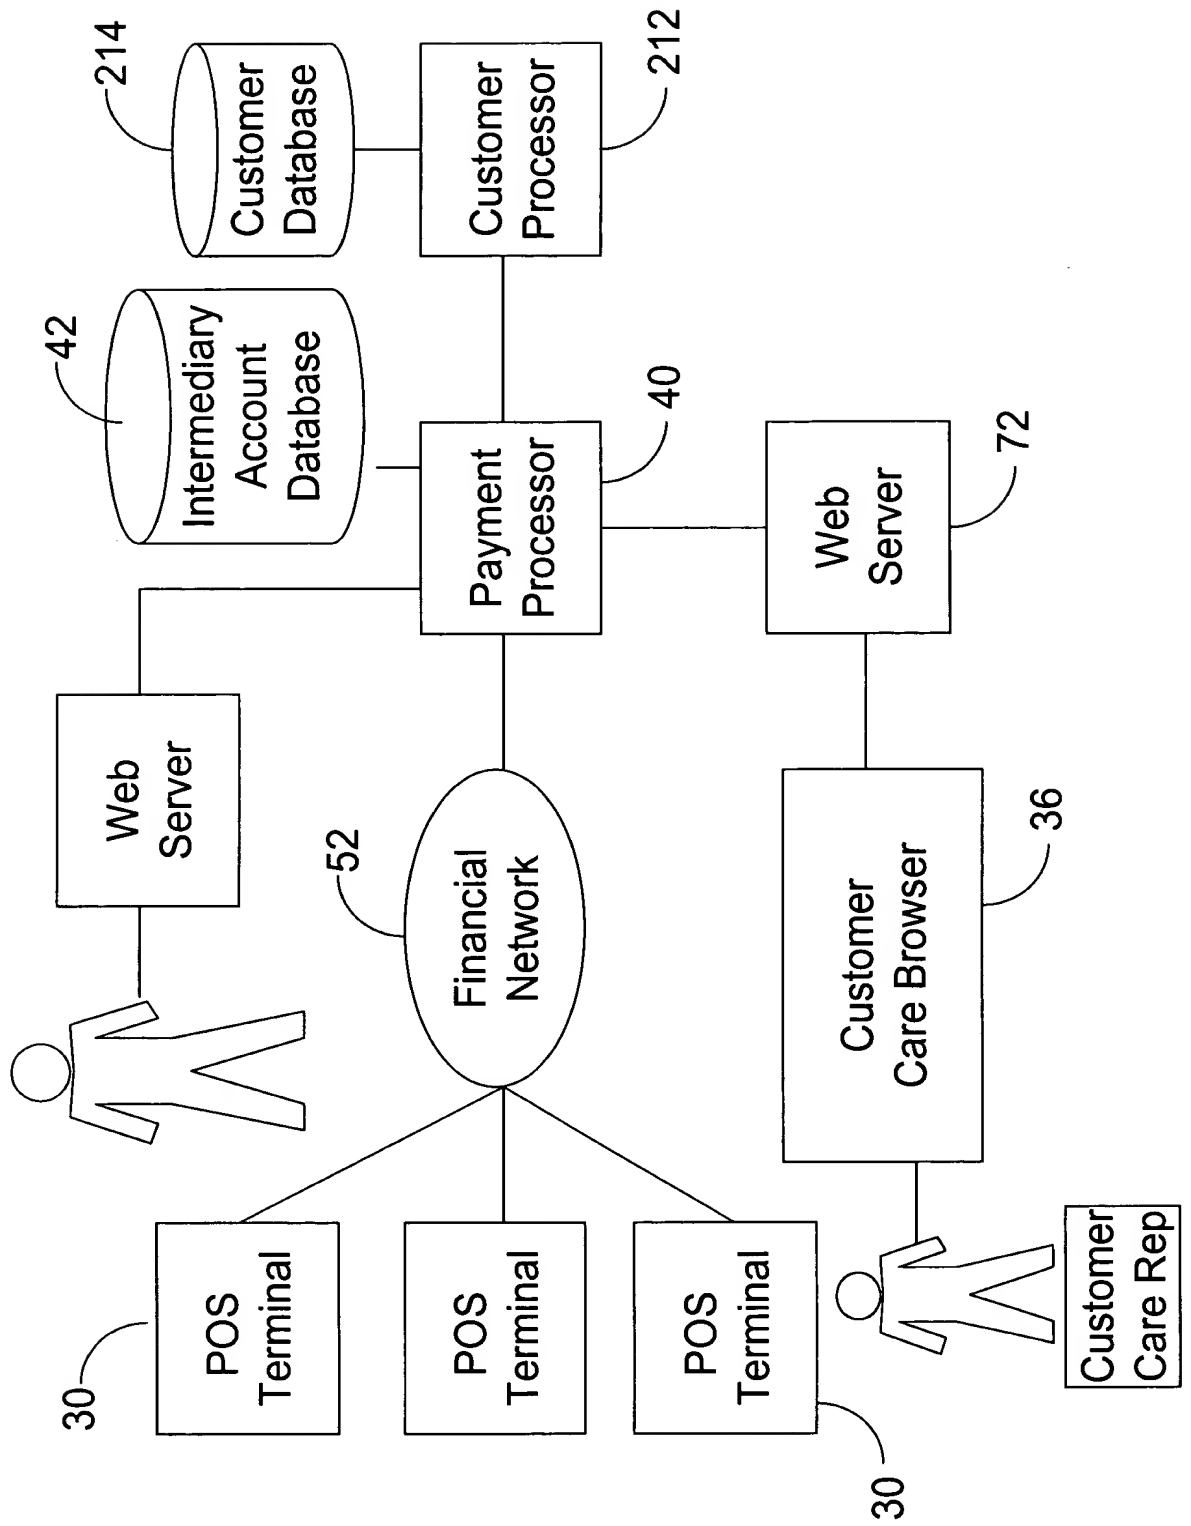 Web
Server
42
Intermediary
Account
Database
214
Customer
Database
30
POS
Terminal
POS
Terminal
POS
Terminal
30
52
Financial
Network
Payment
Processor
40
Customer
Processor
212
Customer
Care Rep
Customer
Care Browser
36
Web
Server
72